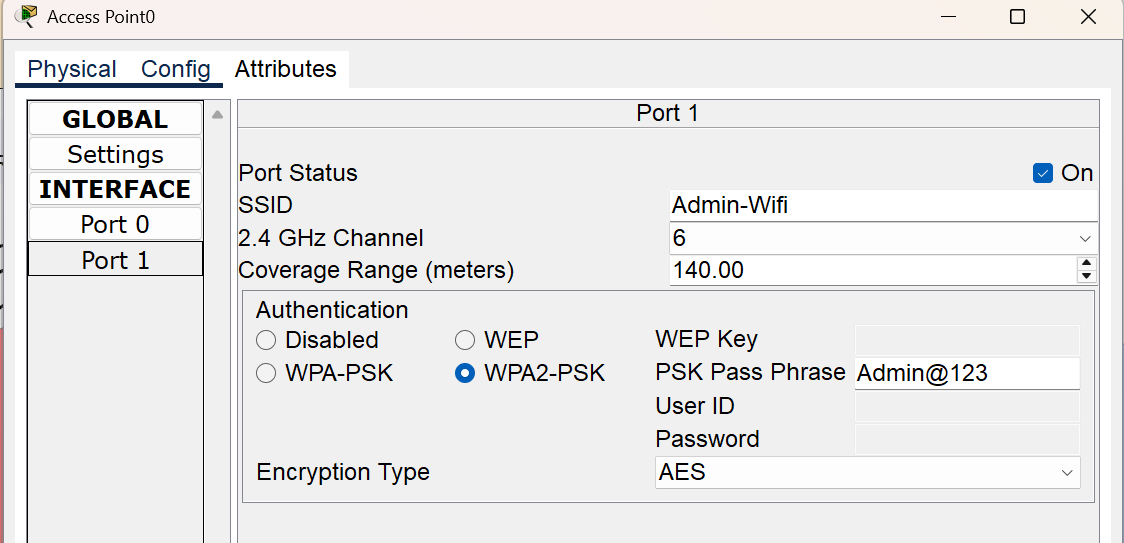 Access Point0
Physical Config Attributes
GLOBAL
Settings
INTERFACE
Port 0
Port 1
Port 1
Port Status On
SSID Admin-Wifi
2.4 GHz Channel 6
Coverage Range (meters) 140.00
Authentication
Disabled WEP WEP Key
WPA-PSK WPA2-PSK PSK Pass Phrase Admin@123
User ID
Password
Encryption Type AES